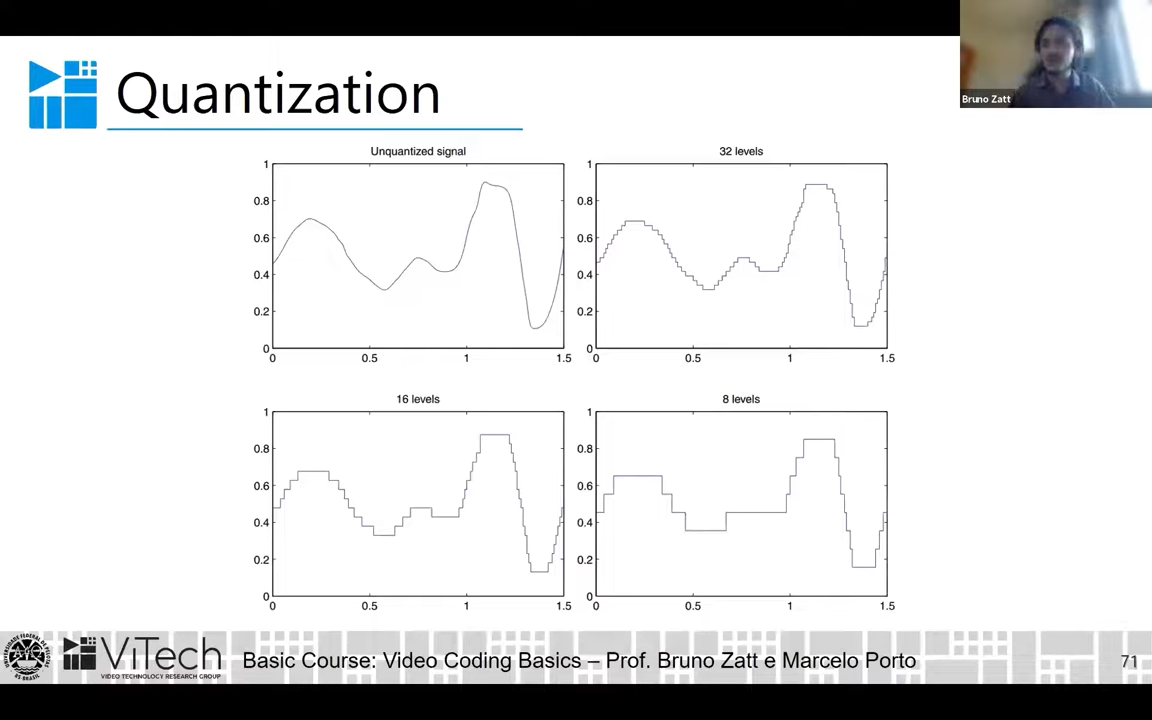 Bruno Zatt
Quantization
Unquantized signal
1
0.8
0.6
0.4
0.2
0
0 0.5 1 1.5
32 levels
1
0.8
0.6
0.4
0.2
0
0 0.5 1 1.5
16 levels
1
0.8
0.6
0.4
0.2
0
0 0.5 1 1.5
8 levels
1
0.8
0.6
0.4
0.2
0
0 0.5 1 1.5
ViTech
VIDEO TECHNOLOGY RESEARCH GROUP
Basic Course: Video Coding Basics – Prof. Bruno Zatt e Marcelo Porto
71